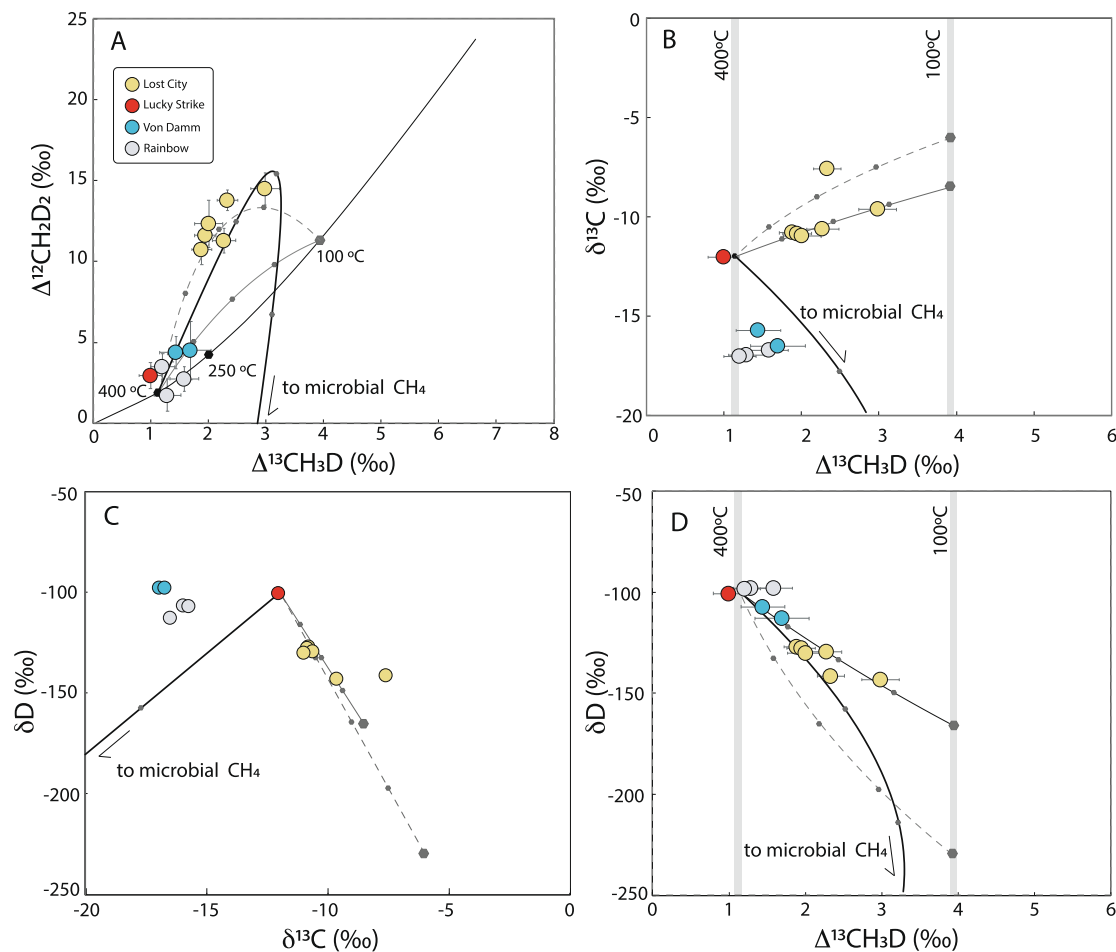 A
Δ¹²CH₂D₂ (‰)
25
20
15
10
5
0
Lost City
Lucky Strike
Von Damm
Rainbow
100 ºC
250 ºC
400 ºC
to microbial CH₄
0 1 2 3 4 5 6 7 8
Δ¹³CH₃D (‰)
B
δ¹³C (‰)
0
-5
-10
-15
-20
400ºC
100ºC
to microbial CH₄
0 1 2 3 4 5 6
Δ¹³CH₃D (‰)
C
δD (‰)
-50
-100
-150
-200
-250
to microbial CH₄
-20 -15 -10 -5 0
δ¹³C (‰)
D
δD (‰)
-50
-100
-150
-200
-250
400ºC
100ºC
to microbial CH₄
0 1 2 3 4 5 6
Δ¹³CH₃D (‰)